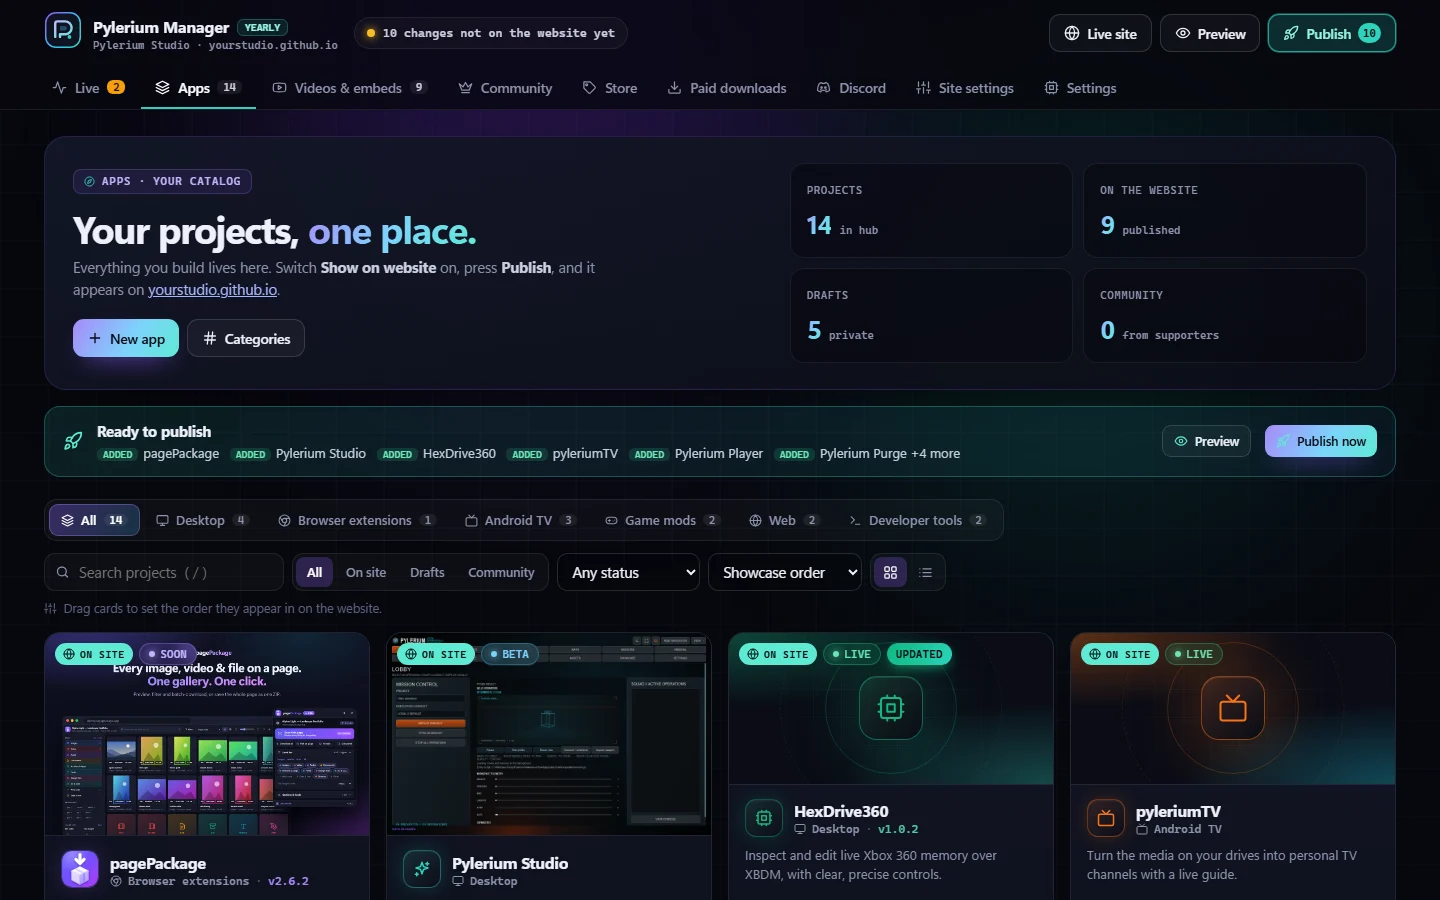 Pylerium Manager YEARLY
Pylerium Studio · yourstudio.github.io
10 changes not on the website yet
Live site
Preview
Publish 10
Live 2
Apps 14
Videos & embeds 9
Community
Store
Paid downloads
Discord
Site settings
Settings
APPS · YOUR CATALOG
Your projects, one place.
Everything you build lives here. Switch Show on website on, press Publish, and it
appears on yourstudio.github.io.
New app
Categories
PROJECTS
14 in hub
ON THE WEBSITE
9 published
DRAFTS
5 private
COMMUNITY
0 from supporters
Ready to publish
ADDED pagePackage ADDED Pylerium Studio ADDED HexDrive360 ADDED pyleriumTV ADDED Pylerium Player ADDED Pylerium Purge +4 more
Preview
Publish now
All 14
Desktop 4
Browser extensions 1
Android TV 3
Game mods 2
Web 2
Developer tools 2
Search projects ( / )
All
On site
Drafts
Community
Any status
Showcase order
Drag cards to set the order they appear in on the website.
ON SITE
SOON
pagePackage
Every image, video & file on a page.
One gallery. One click.
pagePackage
Browser extensions · v2.6.2
PYLERIUM
ON SITE
BETA
LOBBY
MISSION CONTROL
Pylerium Studio
Desktop
ON SITE
LIVE
UPDATED
HexDrive360
Desktop · v1.0.2
Inspect and edit live Xbox 360 memory over
XBDM, with clear, precise controls.
ON SITE
LIVE
pyleriumTV
Android TV
Turn the media on your drives into personal TV
channels with a live guide.